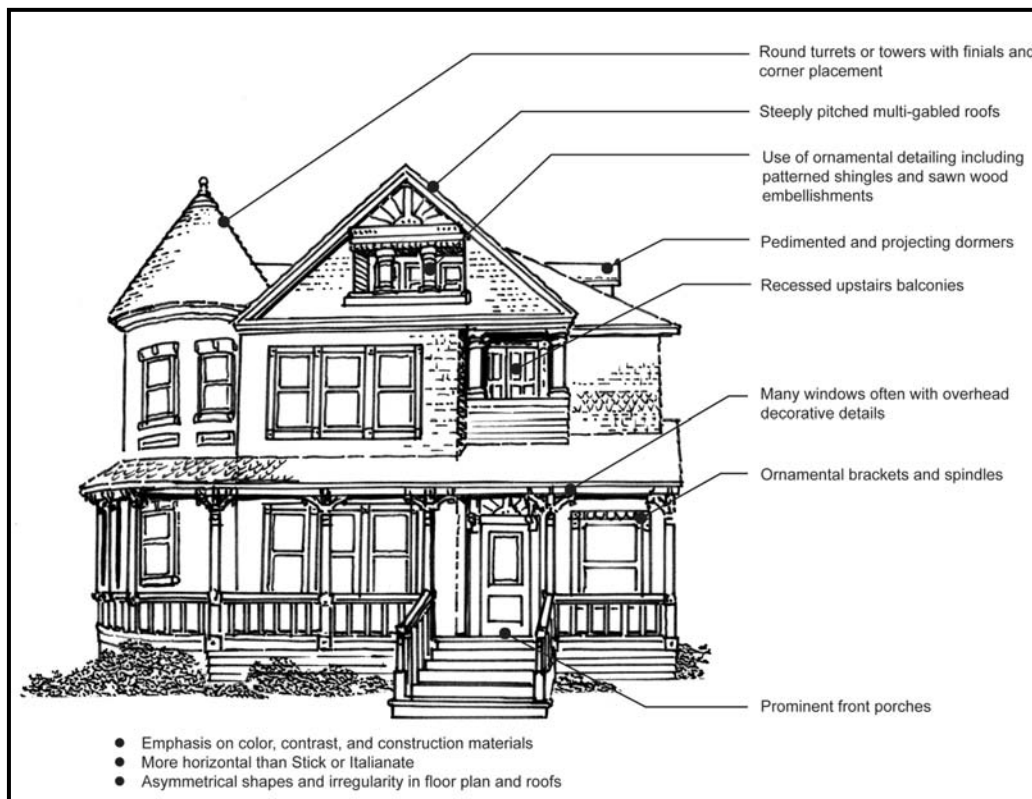 Round turrets or towers with finials and
corner placement
Steeply pitched multi-gabled roofs
Use of ornamental detailing including
patterned shingles and sawn wood
embellishments
Pedimented and projecting dormers
Recessed upstairs balconies
Many windows often with overhead
decorative details
Ornamental brackets and spindles
Prominent front porches
● Emphasis on color, contrast, and construction materials
● More horizontal than Stick or Italianate
● Asymmetrical shapes and irregularity in floor plan and roofs